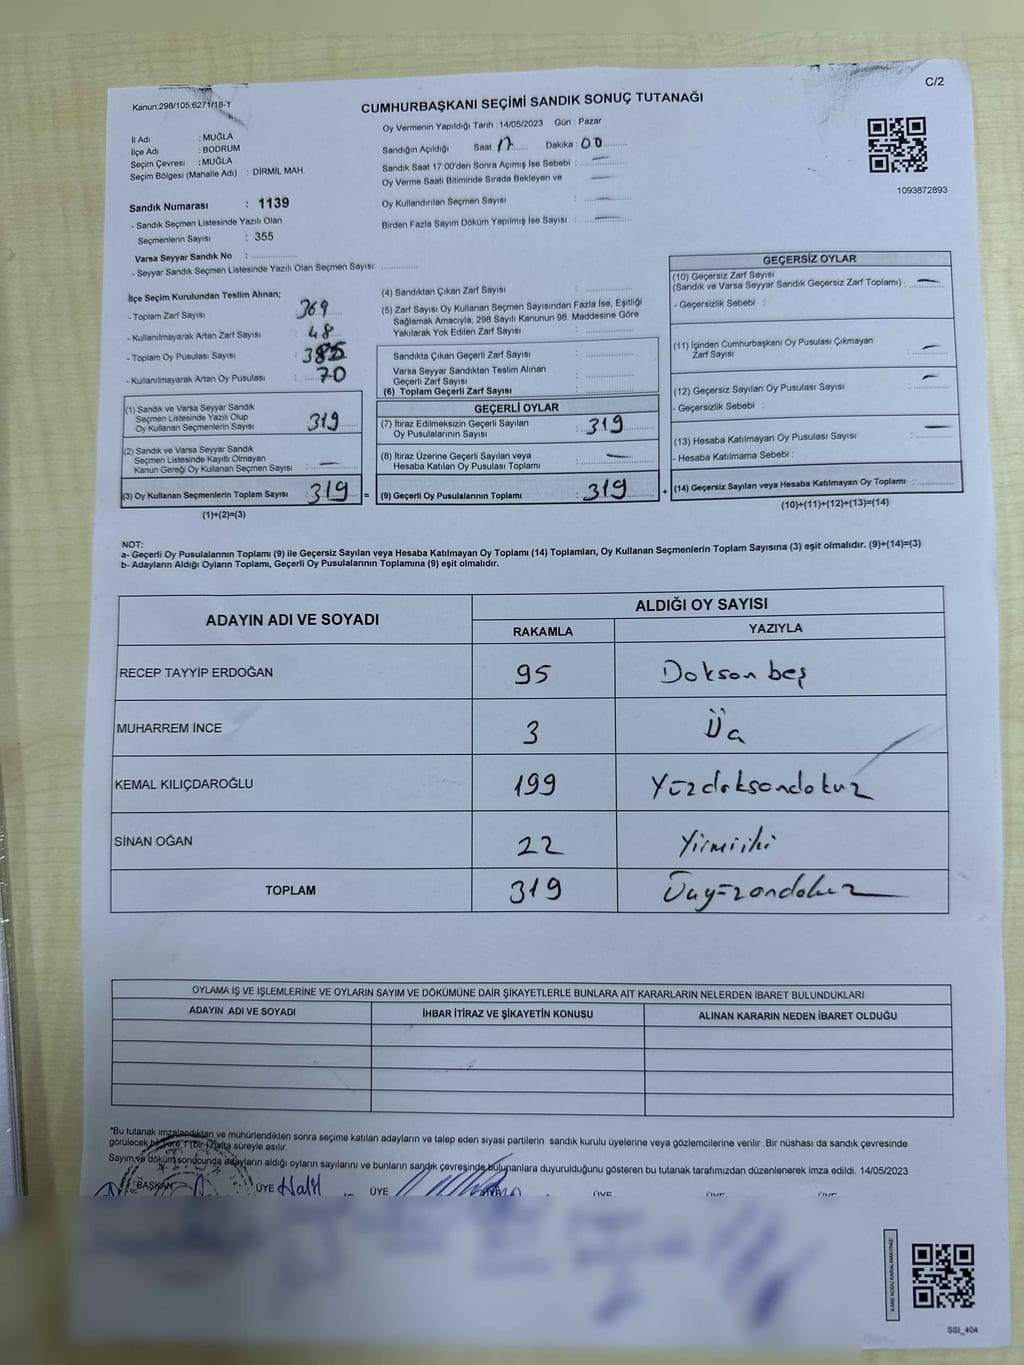 C/2
Kanun,298/105,6271/18-1
CUMHURBAŞKANI SEÇİMİ SANDIK SONUÇ TUTANAĞI
İl Adı : MUĞLA
İlçe Adı : BODRUM
Seçim Çevresi : MUĞLA
Seçim Bölgesi (Mahalle Adı) : DİRMİL MAH.
Sandık Numarası : 1139
- Sandık Seçmen Listesinde Yazılı Olan
Seçmenlerin Sayısı : 355
Varsa Seyyar Sandık No :
- Seyyar Sandık Seçmen Listesinde Yazılı Olan Seçmen Sayısı:
Oy Vermenin Yapıldığı Tarih :14/05/2023 Gün : Pazar
Sandığın Açıldığı Saat : 17 Dakika : 00
Sandık Saat 17:00'den Sonra Açımış İse Sebebi : —
Oy Verme Saati Bitiminde Sırada Bekleyen ve —
Oy Kullandırılan Seçmen Sayısı : —
Birden Fazla Sayım Döküm Yapılmış İse Sayısı : —
1093872893
İlçe Seçim Kurulundan Teslim Alınan;
- Toplam Zarf Sayısı : 369
- Kullanılmayarak Artan Zarf Sayısı : 48
- Toplam Oy Pusulası Sayısı : 385
- Kullanılmayarak Artan Oy Pusulası : 70
(1) Sandık ve Varsa Seyyar Sandık
Seçmen Listesinde Yazılı Olup
Oy Kullanan Seçmenlerin Sayısı : 319
(2) Sandık ve Varsa Seyyar Sandık
Seçmen Listesinde Kayıtlı Olmayan
Kanun Gereği Oy Kullanan Seçmen Sayısı : —
(3) Oy Kullanan Seçmenlerin Toplam Sayısı : 319 =
(1)+(2)=(3)
(4) Sandıktan Çıkan Zarf Sayısı :
(5) Zarf Sayısı Oy Kullanan Seçmen Sayısından Fazla İse, Eşitliği
Sağlamak Amacıyla; 298 Sayılı Kanunun 98. Maddesine Göre
Yakılarak Yok Edilen Zarf Sayısı :
Sandıkta Çıkan Geçerli Zarf Sayısı :
Varsa Seyyar Sandıktan Teslim Alınan
Geçerli Zarf Sayısı :
(6) Toplam Geçerli Zarf Sayısı :
GEÇERLİ OYLAR
(7) İtiraz Edilmeksizin Geçerli Sayılan
Oy Pusulalarının Sayısı : 319
(8) İtiraz Üzerine Geçerli Sayılan veya
Hesaba Katılan Oy Pusulası Toplamı : —
(9) Geçerli Oy Pusulalarının Toplamı : 319 +
GEÇERSİZ OYLAR
(10) Geçersiz Zarf Sayısı
(Sandık ve Varsa Seyyar Sandık Geçersiz Zarf Toplamı) : —
- Geçersizlik Sebebi :
(11) İçinden Cumhurbaşkanı Oy Pusulası Çıkmayan
Zarf Sayısı : —
(12) Geçersiz Sayılan Oy Pusulası Sayısı : —
- Geçersizlik Sebebi :
(13) Hesaba Katılmayan Oy Pusulası Sayısı : —
- Hesaba Katılmama Sebebi :
(14) Geçersiz Sayılan veya Hesaba Katılmayan Oy Toplamı :
(10)+(11)+(12)+(13)=(14)
NOT:
a- Geçerli Oy Pusulalarının Toplamı (9) ile Geçersiz Sayılan veya Hesaba Katılmayan Oy Toplamı (14) Toplamları, Oy Kullanan Seçmenlerin Toplam Sayısına (3) eşit olmalıdır. (9)+(14)=(3)
b- Adayların Aldığı Oyların Toplamı, Geçerli Oy Pusulalarının Toplamına (9) eşit olmalıdır.
ADAYIN ADI VE SOYADI ALDIĞI OY SAYISI
RAKAMLA YAZIYLA
RECEP TAYYİP ERDOĞAN 95 Doksan beş
MUHARREM İNCE 3 Üç
KEMAL KILIÇDAROĞLU 199 Yüzdoksandokuz
SİNAN OĞAN 22 Yirmiiki
TOPLAM 319 Üçyüzondokuz
OYLAMA İŞ VE İŞLEMLERİNE VE OYLARIN SAYIM VE DÖKÜMÜNE DAİR ŞİKAYETLERLE BUNLARA AİT KARARLARIN NELERDEN İBARET BULUNDUKLARI
ADAYIN ADI VE SOYADI İHBAR İTİRAZ VE ŞİKAYETİN KONUSU ALINAN KARARIN NEDEN İBARET OLDUĞU
*Bu tutanak imzalandıktan ve mühürlendikten sonra seçime katılan adayların ve talep eden siyasi partilerin sandık kurulu üyelerine veya gözlemcilerine verilir .Bir nüshası da sandık çevresinde
görülecek bir yere 1 (Bir) hafta süreyle asılır.
Sayım ve döküm sonucunda adayların aldığı oyların sayılarını ve bunların sandık çevresinde bulunanlara duyurulduğunu gösteren bu tutanak tarafımızdan düzenlenerek imza edildi. 14/05/2023
BAŞKAN ÜYE Halil ÜYE ÜYE ÜYE ÜYE ÜYE
KARE KODU KARALAMAYINIZ!
SSI_404